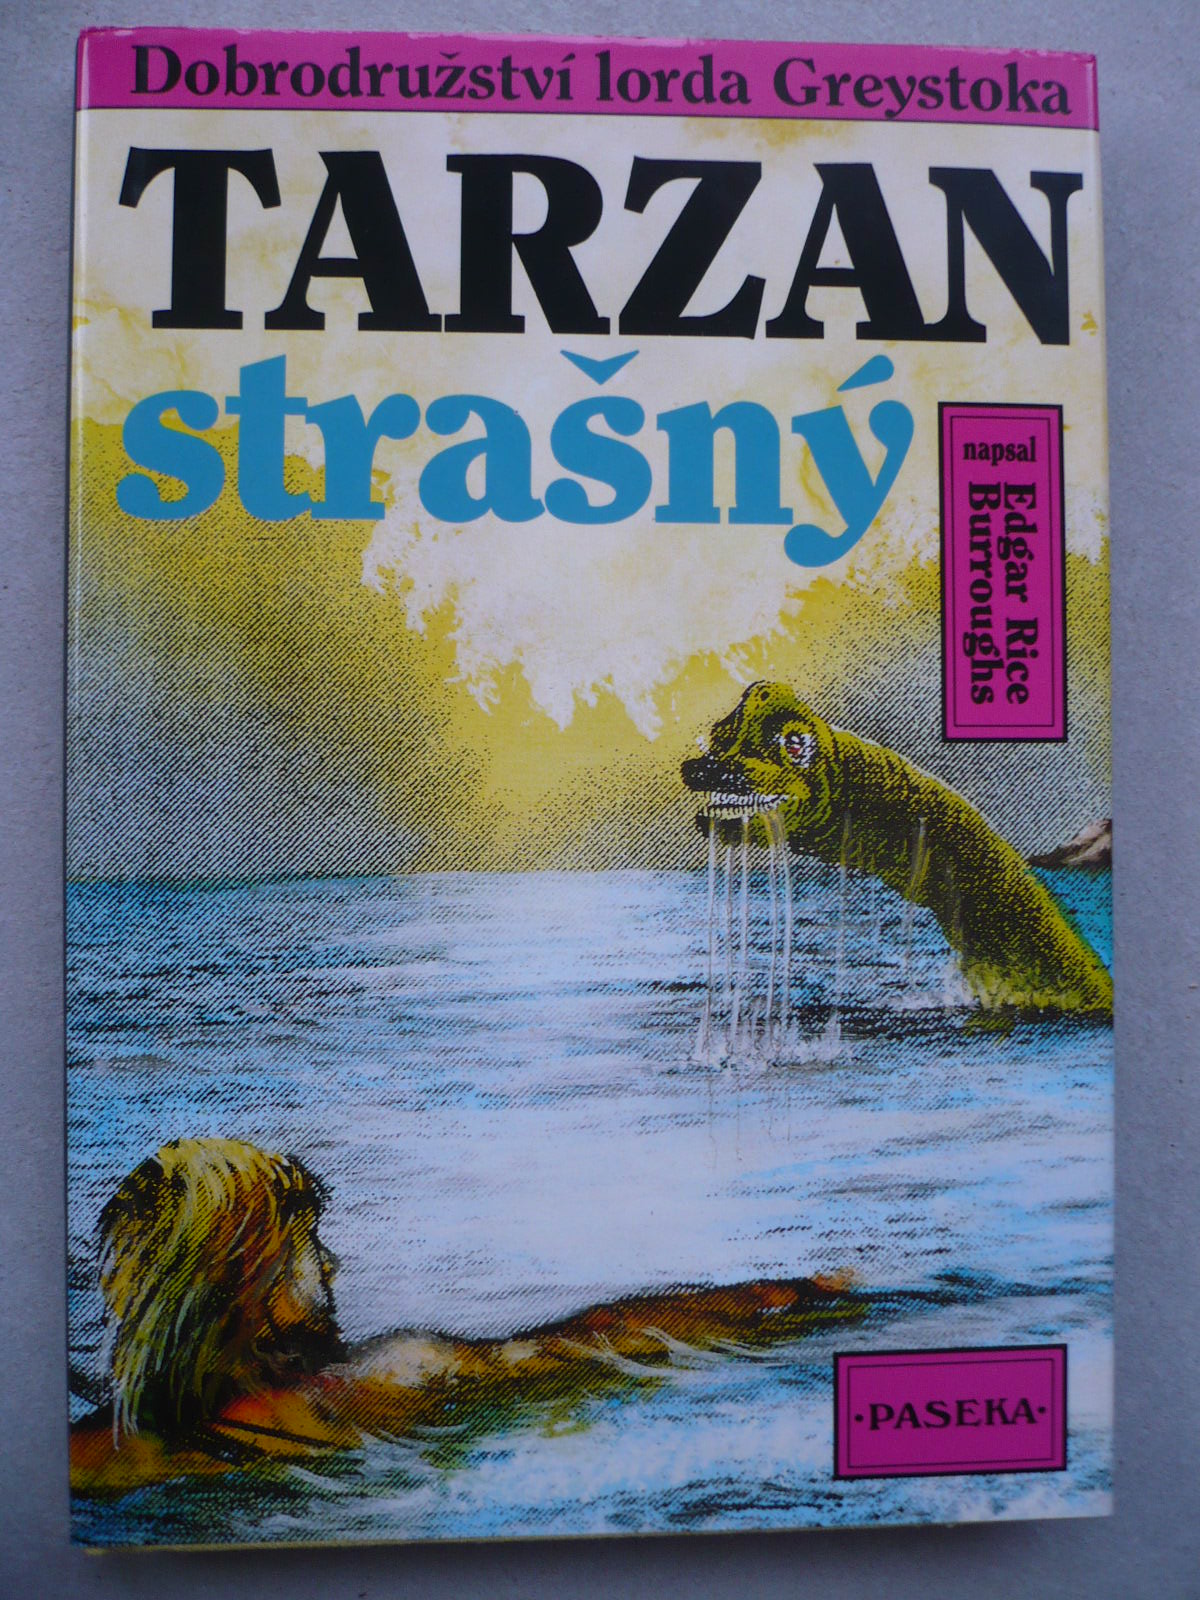 Dobrodružství lorda Greystoka
TARZAN
strašný
napsal
Edgar Rice
Burroughs
·PASEKA·